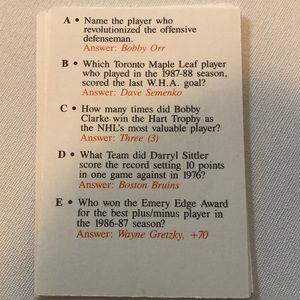 A • Name the player who
revolutionized the offensive
defenseman.
Answer: Bobby Orr
B • Which Toronto Maple Leaf player
who played in the 1987-88 season,
scored the last W.H.A. goal?
Answer: Dave Semenko
C • How many times did Bobby
Clarke win the Hart Trophy as
the NHL's most valuable player?
Answer: Three (3)
D • What Team did Darryl Sittler
score the record setting 10 points
in one game against in 1976?
Answer: Boston Bruins
E • Who won the Emery Edge Award
for the best plus/minus player in
the 1986-87 season?
Answer: Wayne Gretzky, +70